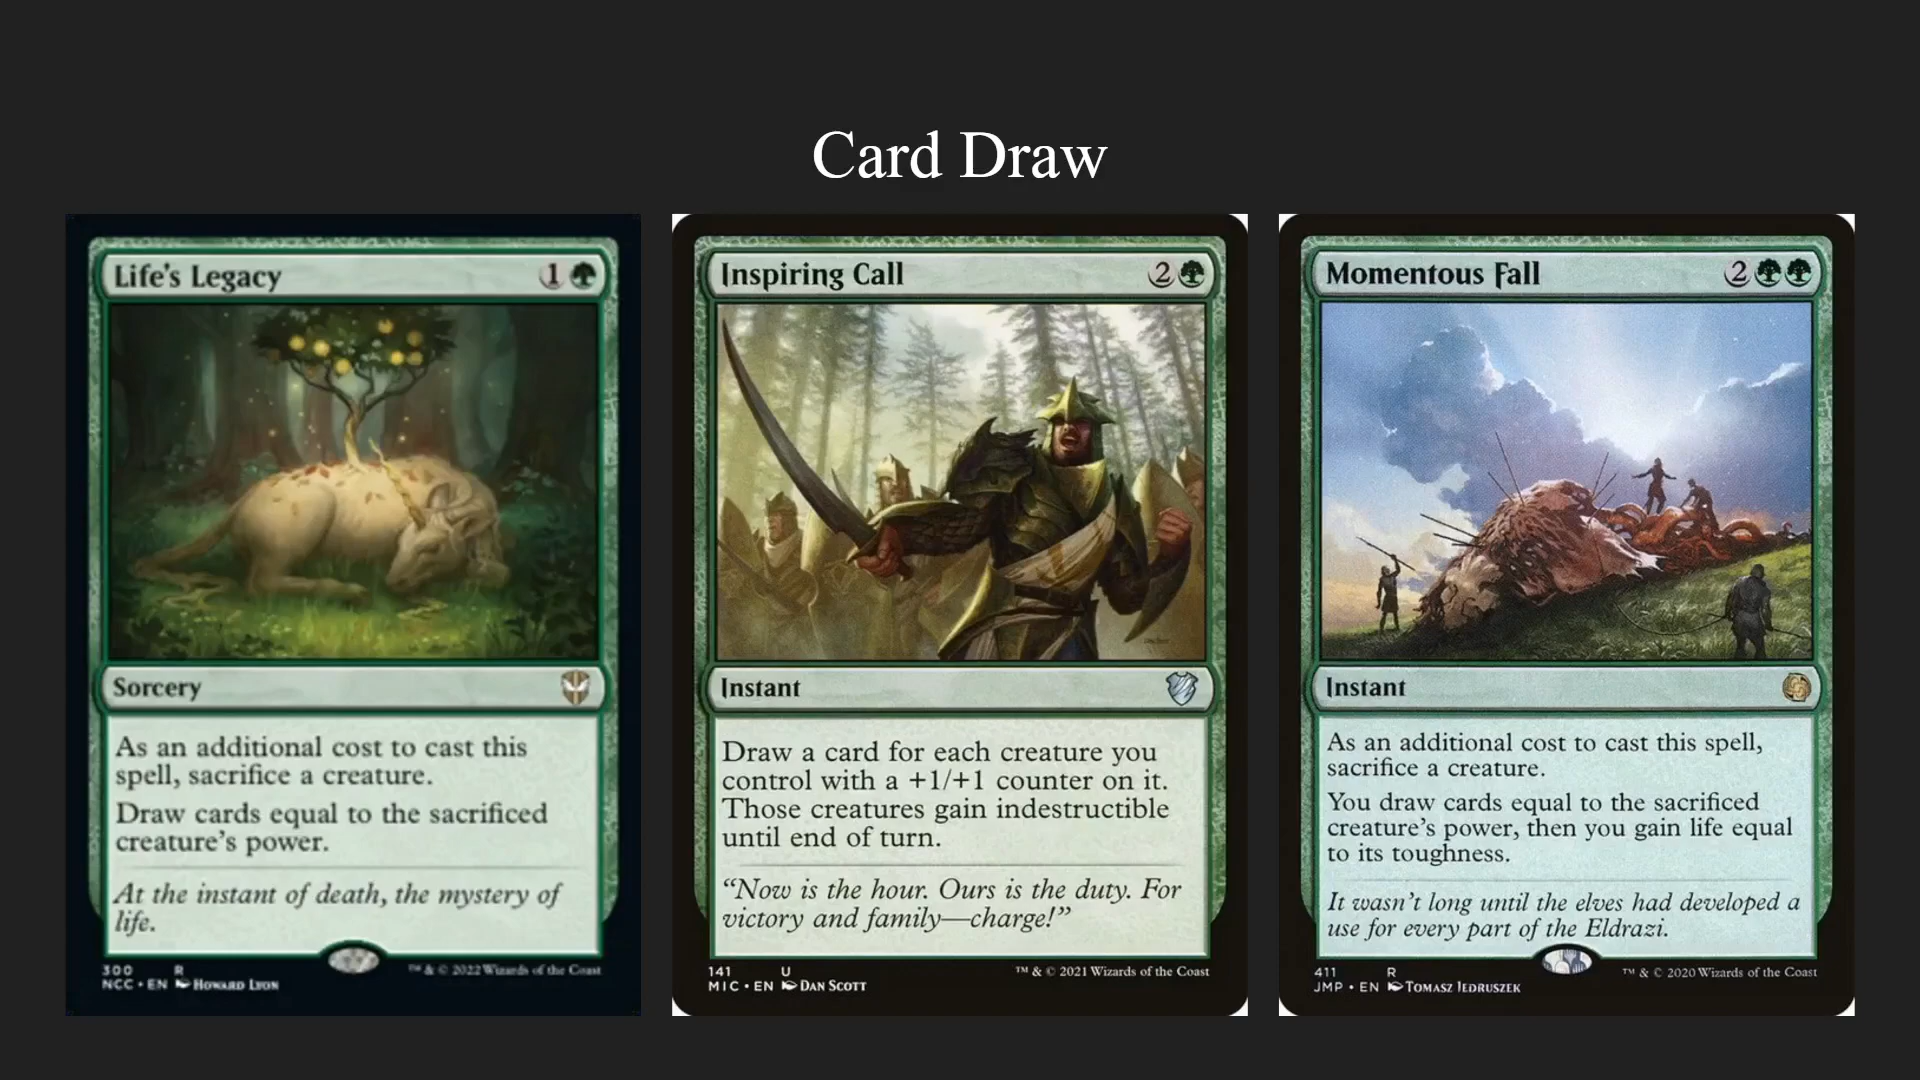 Card Draw
Life's Legacy 1
Sorcery
As an additional cost to cast this
spell, sacrifice a creature.
Draw cards equal to the sacrificed
creature's power.
At the instant of death, the mystery of
life.
300 R
NCC • EN Howard Lyon
™ & © 2022 Wizards of the Coast
Inspiring Call 2
Instant
Draw a card for each creature you
control with a +1/+1 counter on it.
Those creatures gain indestructible
until end of turn.
“Now is the hour. Ours is the duty. For
victory and family—charge!”
141 U
MIC • EN Dan Scott
™ & © 2021 Wizards of the Coast
Momentous Fall 2
Instant
As an additional cost to cast this spell,
sacrifice a creature.
You draw cards equal to the sacrificed
creature's power, then you gain life equal
to its toughness.
It wasn't long until the elves had developed a
use for every part of the Eldrazi.
411 R
JMP • EN Tomasz Jedruszek
™ & © 2020 Wizards of the Coast